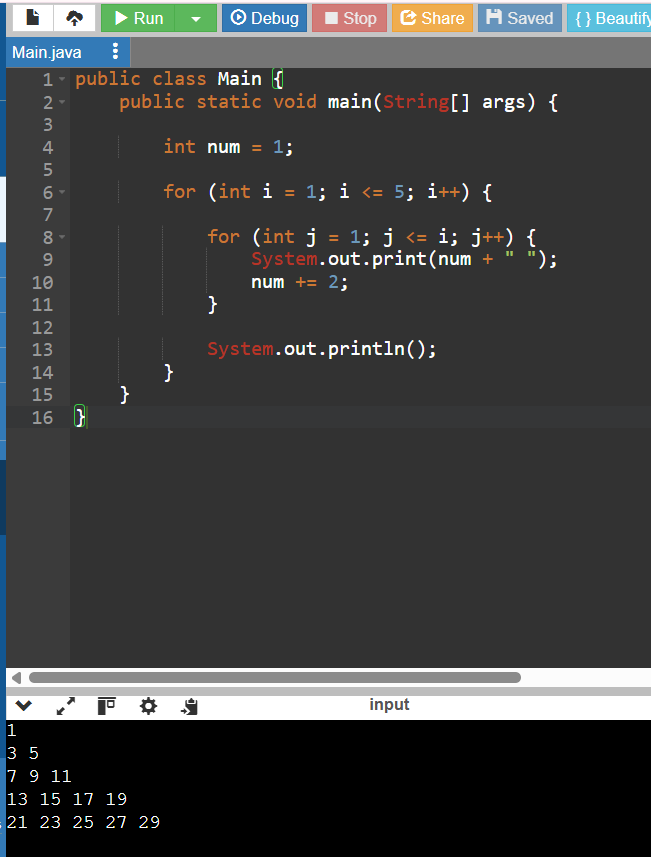 Run Debug Stop Share Saved { } Beautify
Main.java
1 public class Main {
2 public static void main(String[] args) {
3
4 int num = 1;
5
6 for (int i = 1; i <= 5; i++) {
7
8 for (int j = 1; j <= i; j++) {
9 System.out.print(num + " ");
10 num += 2;
11 }
12
13 System.out.println();
14 }
15 }
16 }
input
1
3 5
7 9 11
13 15 17 19
21 23 25 27 29